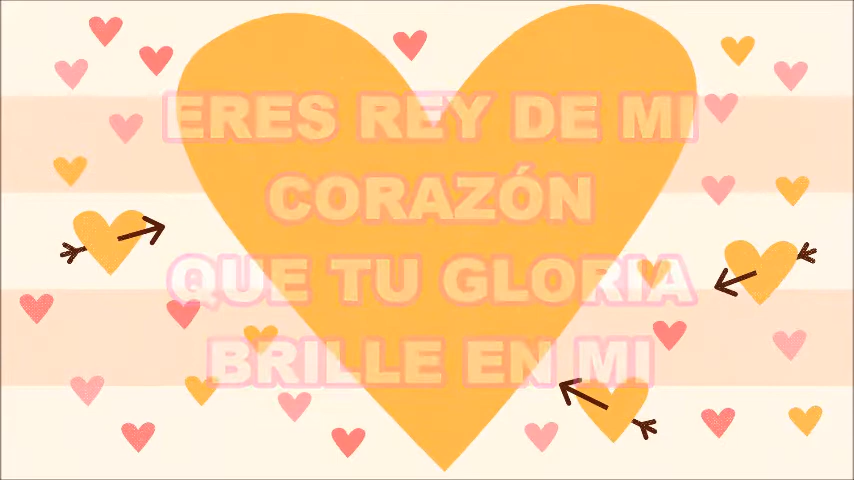 ERES REY DE MI
CORAZÓN
QUE TU GLORIA
BRILLE EN MI